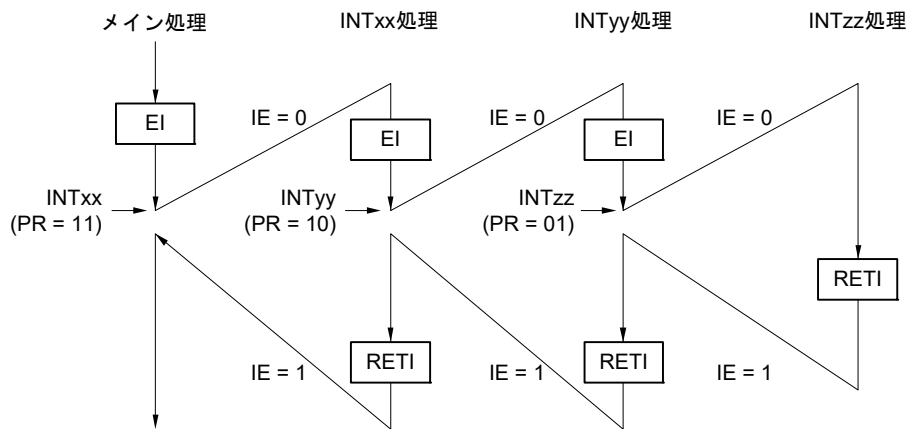 メイン処理
INTxx処理
INTyy処理
INTzz処理
EI
IE = 0
EI
IE = 0
EI
IE = 0
INTxx
(PR = 11)
INTyy
(PR = 10)
INTzz
(PR = 01)
RETI
IE = 1
RETI
IE = 1
RETI
IE = 1